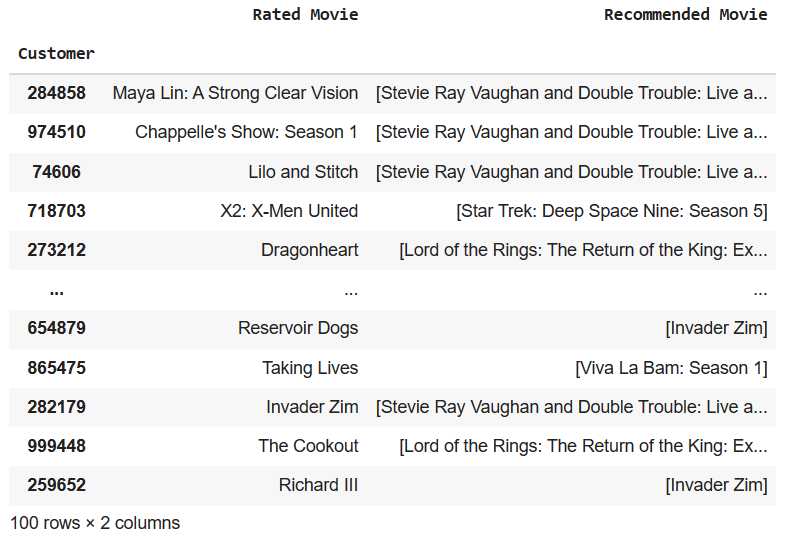 Rated Movie Recommended Movie
Customer
284858 Maya Lin: A Strong Clear Vision [Stevie Ray Vaughan and Double Trouble: Live a...
974510 Chappelle's Show: Season 1 [Stevie Ray Vaughan and Double Trouble: Live a...
74606 Lilo and Stitch [Stevie Ray Vaughan and Double Trouble: Live a...
718703 X2: X-Men United [Star Trek: Deep Space Nine: Season 5]
273212 Dragonheart [Lord of the Rings: The Return of the King: Ex...
... ... ...
654879 Reservoir Dogs [Invader Zim]
865475 Taking Lives [Viva La Bam: Season 1]
282179 Invader Zim [Stevie Ray Vaughan and Double Trouble: Live a...
999448 The Cookout [Lord of the Rings: The Return of the King: Ex...
259652 Richard III [Invader Zim]
100 rows × 2 columns